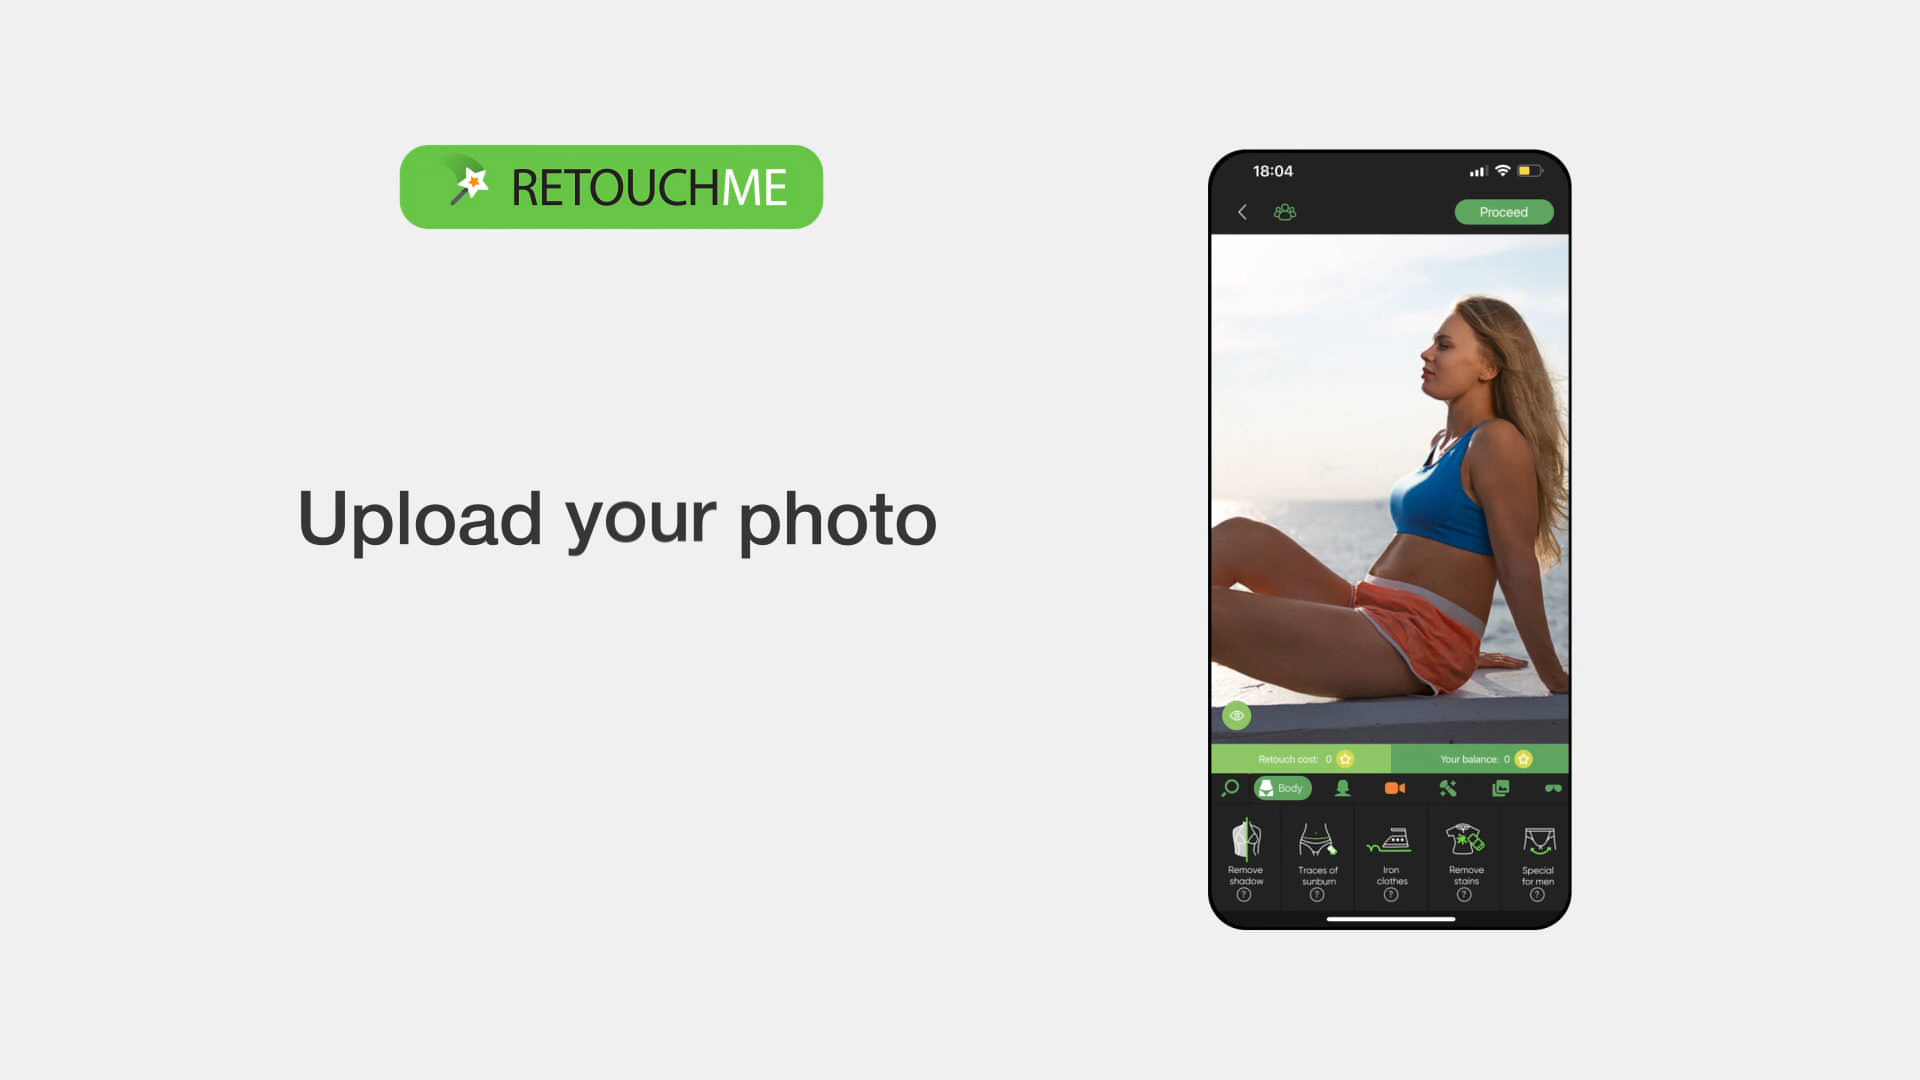 RETOUCHME
Upload your photo
18:04
Proceed
Retouch cost: 0
Your balance: 0
Body
Remove
shadow
?
Traces of
sunburn
?
Iron
clothes
?
Remove
stains
?
Special
for men
?